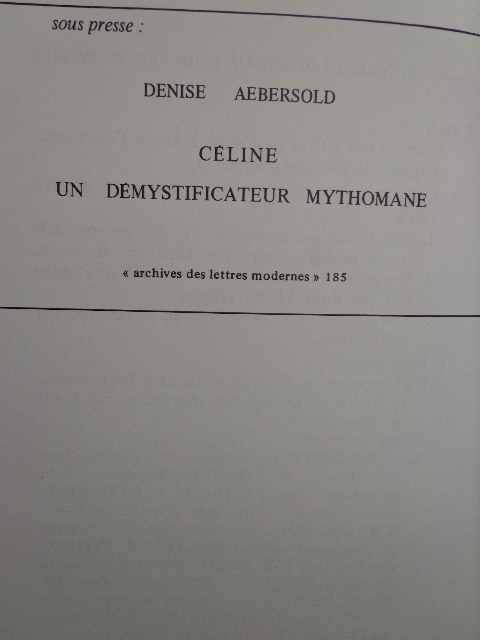 sous presse :
DENISE AEBERSOLD
CÉLINE
UN DÉMYSTIFICATEUR MYTHOMANE
« archives des lettres modernes » 185